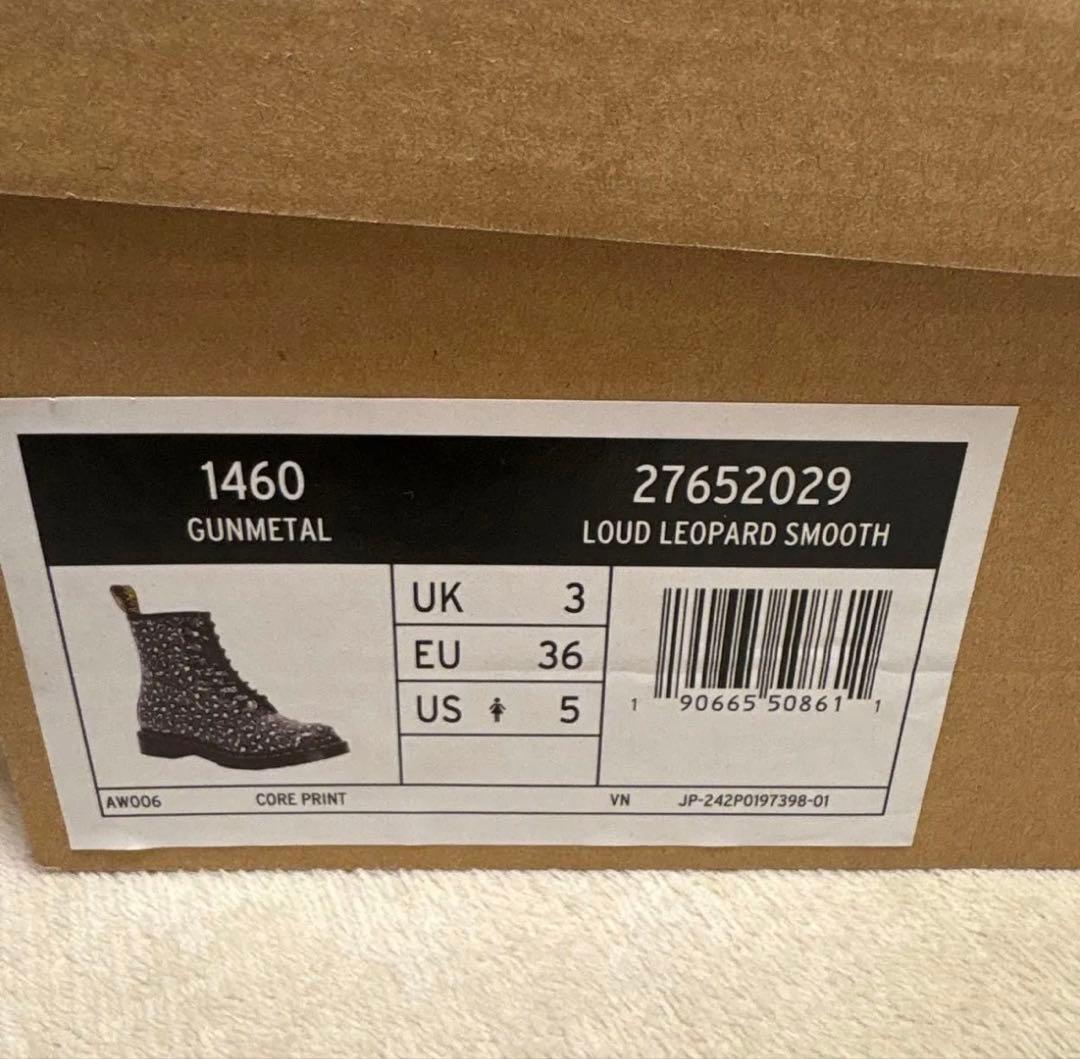 1460
GUNMETAL
27652029
LOUD LEOPARD SMOOTH
UK 3
EU 36
US 5
1 90665 50861 1
AW006 CORE PRINT VN JP-242P0197398-01